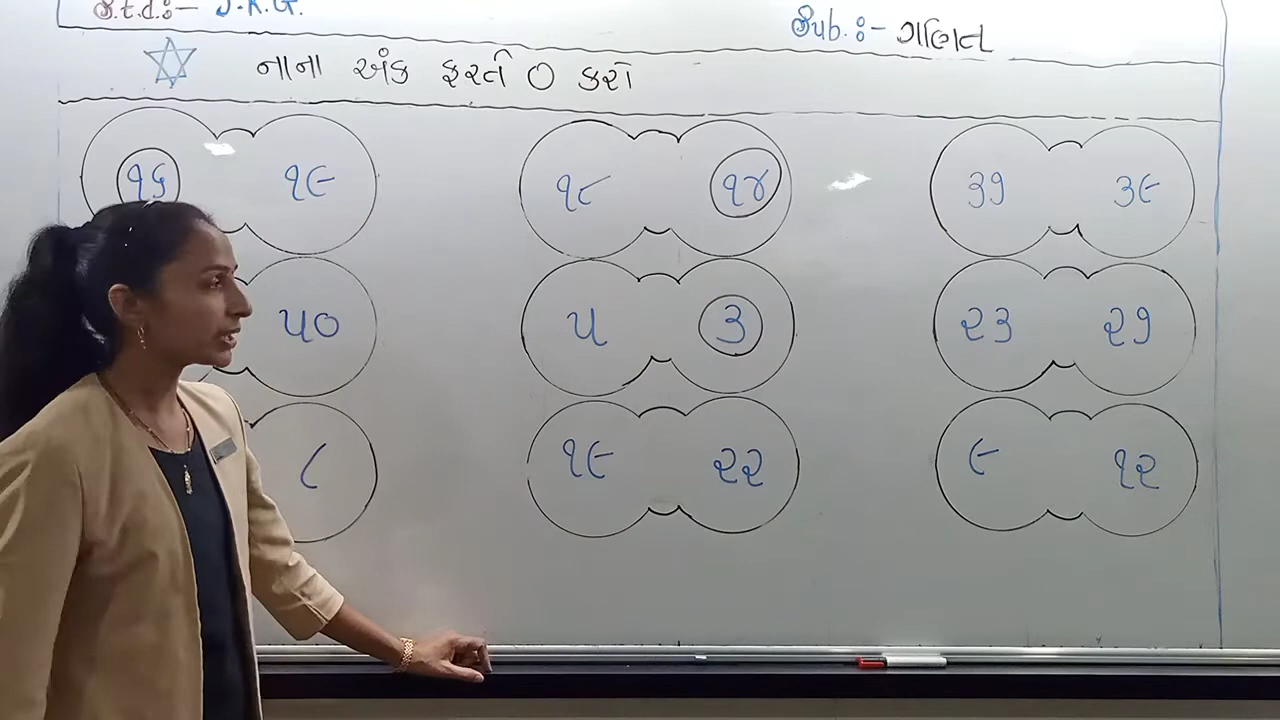 S.t.d.:- J.K.G.
Sub.:- ગણિત
નાના અંક ફરતે O કરો
૧૬ ૧૯ ૧૮ ૧૪ ૩૧ ૩૯
૫૦ ૫ ૩ ૨૩ ૨૧
૮ ૧૯ ૨૨ ૯ ૧૨